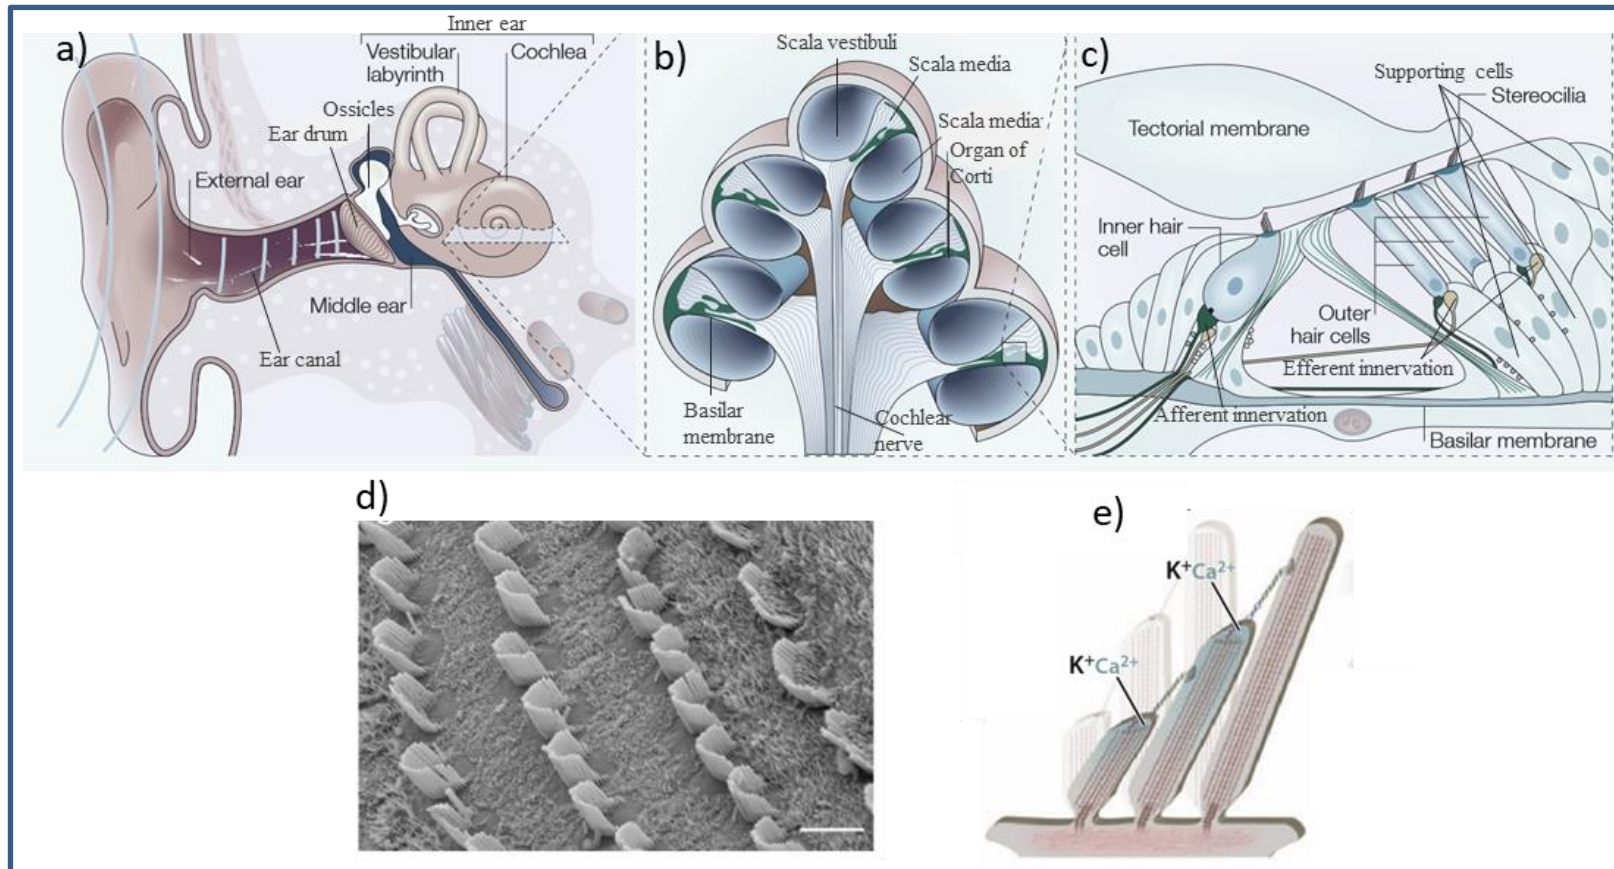 a)
Inner ear
Vestibular
labyrinth
Cochlea
Ossicles
Ear drum
External ear
Middle ear
Ear canal
b)
Scala vestibuli
Scala media
Scala media
Organ of
Corti
Basilar
membrane
Cochlear
nerve
c)
Supporting cells
Stereocilia
Tectorial membrane
Inner hair
cell
Outer
hair cells
Efferent innervation
Afferent innervation
Basilar membrane
d)
e)
K⁺Ca²⁺
K⁺Ca²⁺